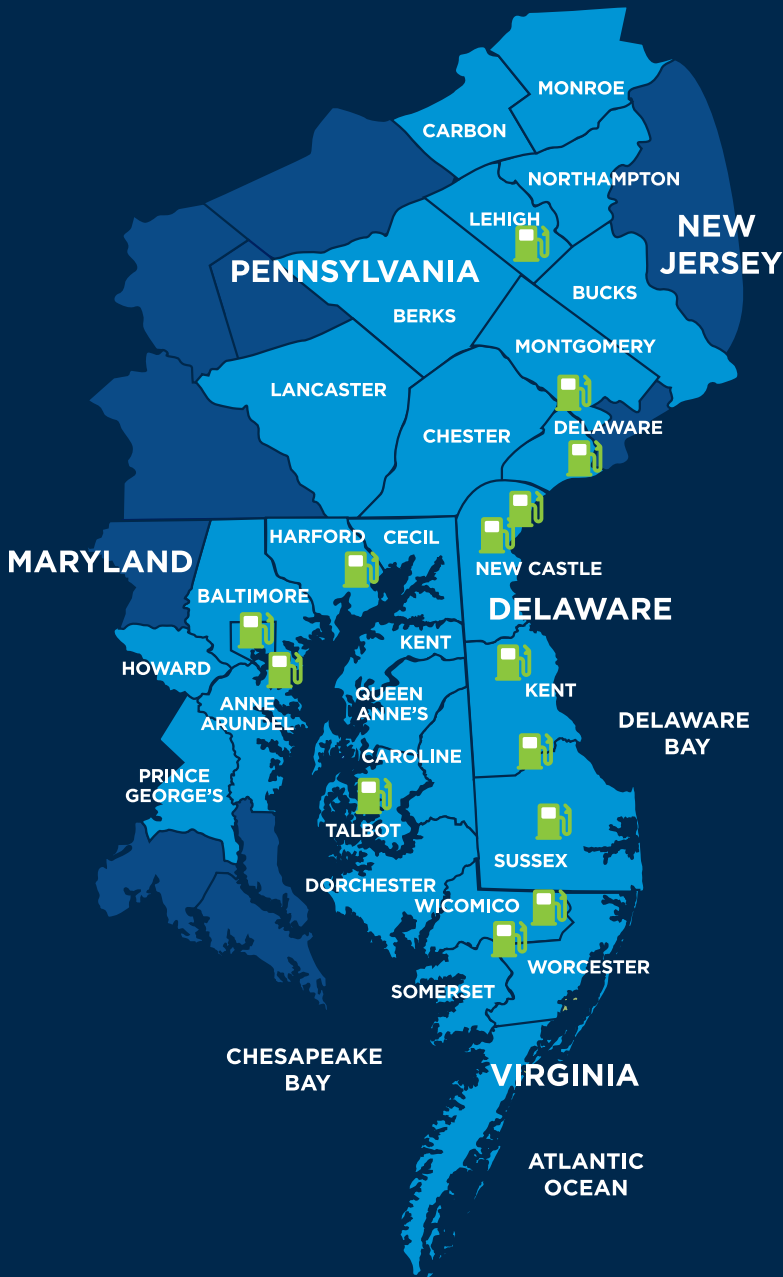 MONROE
CARBON
NORTHAMPTON
LEHIGH
NEW
JERSEY
PENNSYLVANIA
BUCKS
BERKS
MONTGOMERY
LANCASTER
CHESTER
DELAWARE
HARFORD
CECIL
MARYLAND
NEW CASTLE
BALTIMORE
DELAWARE
KENT
HOWARD
QUEEN
ANNE'S
KENT
ANNE
ARUNDEL
DELAWARE
BAY
CAROLINE
PRINCE
GEORGE'S
TALBOT
SUSSEX
DORCHESTER
WICOMICO
WORCESTER
SOMERSET
CHESAPEAKE
BAY
VIRGINIA
ATLANTIC
OCEAN